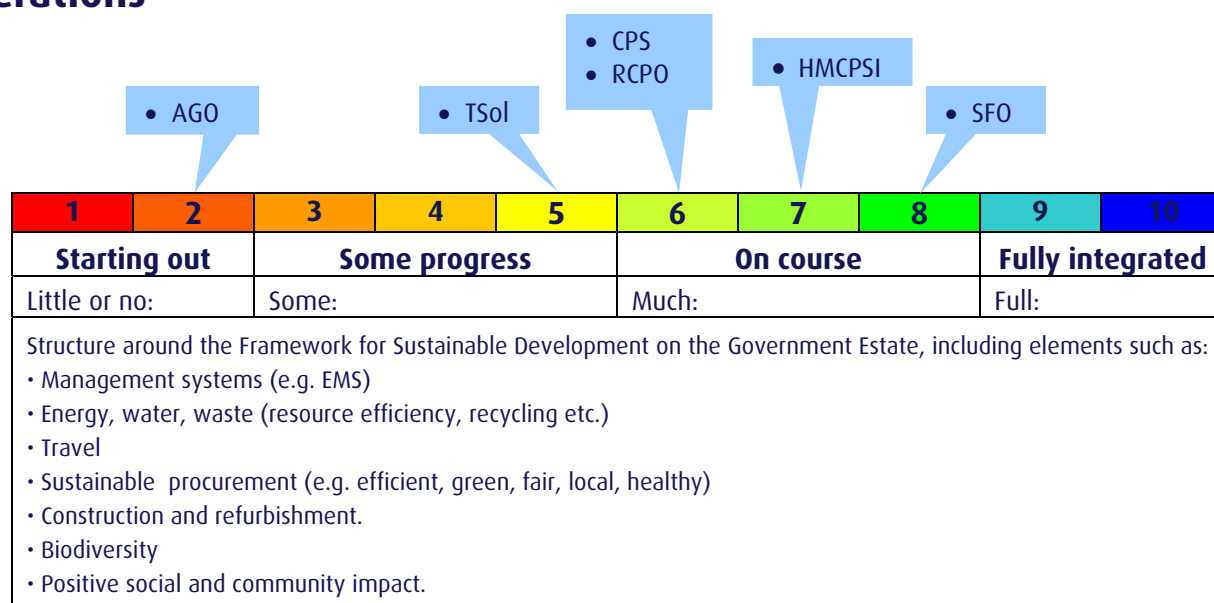 erations
• CPS
• RCPO
• HMCPSI
• AGO
• TSol
• SFO
1 2 3 4 5 6 7 8 9 10
Starting out Some progress On course Fully integrated
Little or no: Some: Much: Full:
Structure around the Framework for Sustainable Development on the Government Estate, including elements such as:
• Management systems (e.g. EMS)
• Energy, water, waste (resource efficiency, recycling etc.)
• Travel
• Sustainable procurement (e.g. efficient, green, fair, local, healthy)
• Construction and refurbishment.
• Biodiversity
• Positive social and community impact.